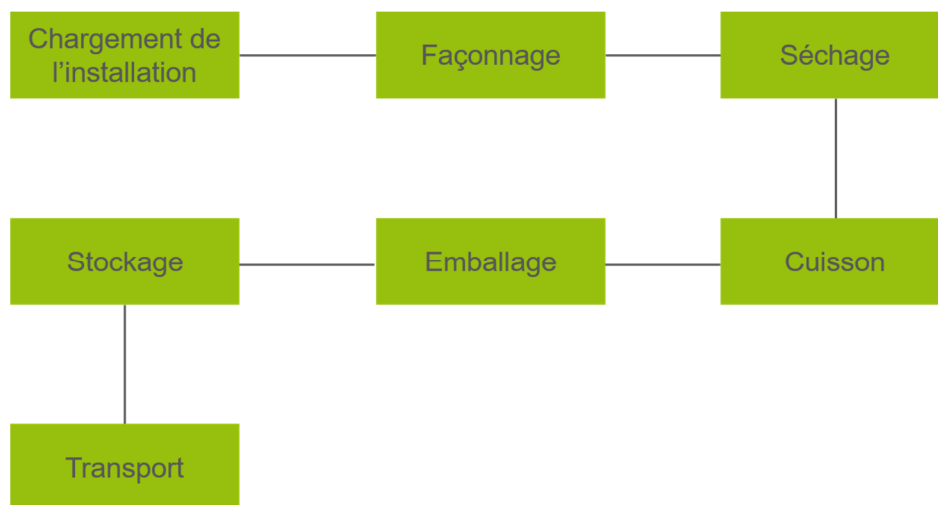 Chargement de
l’installation
Façonnage
Séchage
Stockage
Emballage
Cuisson
Transport